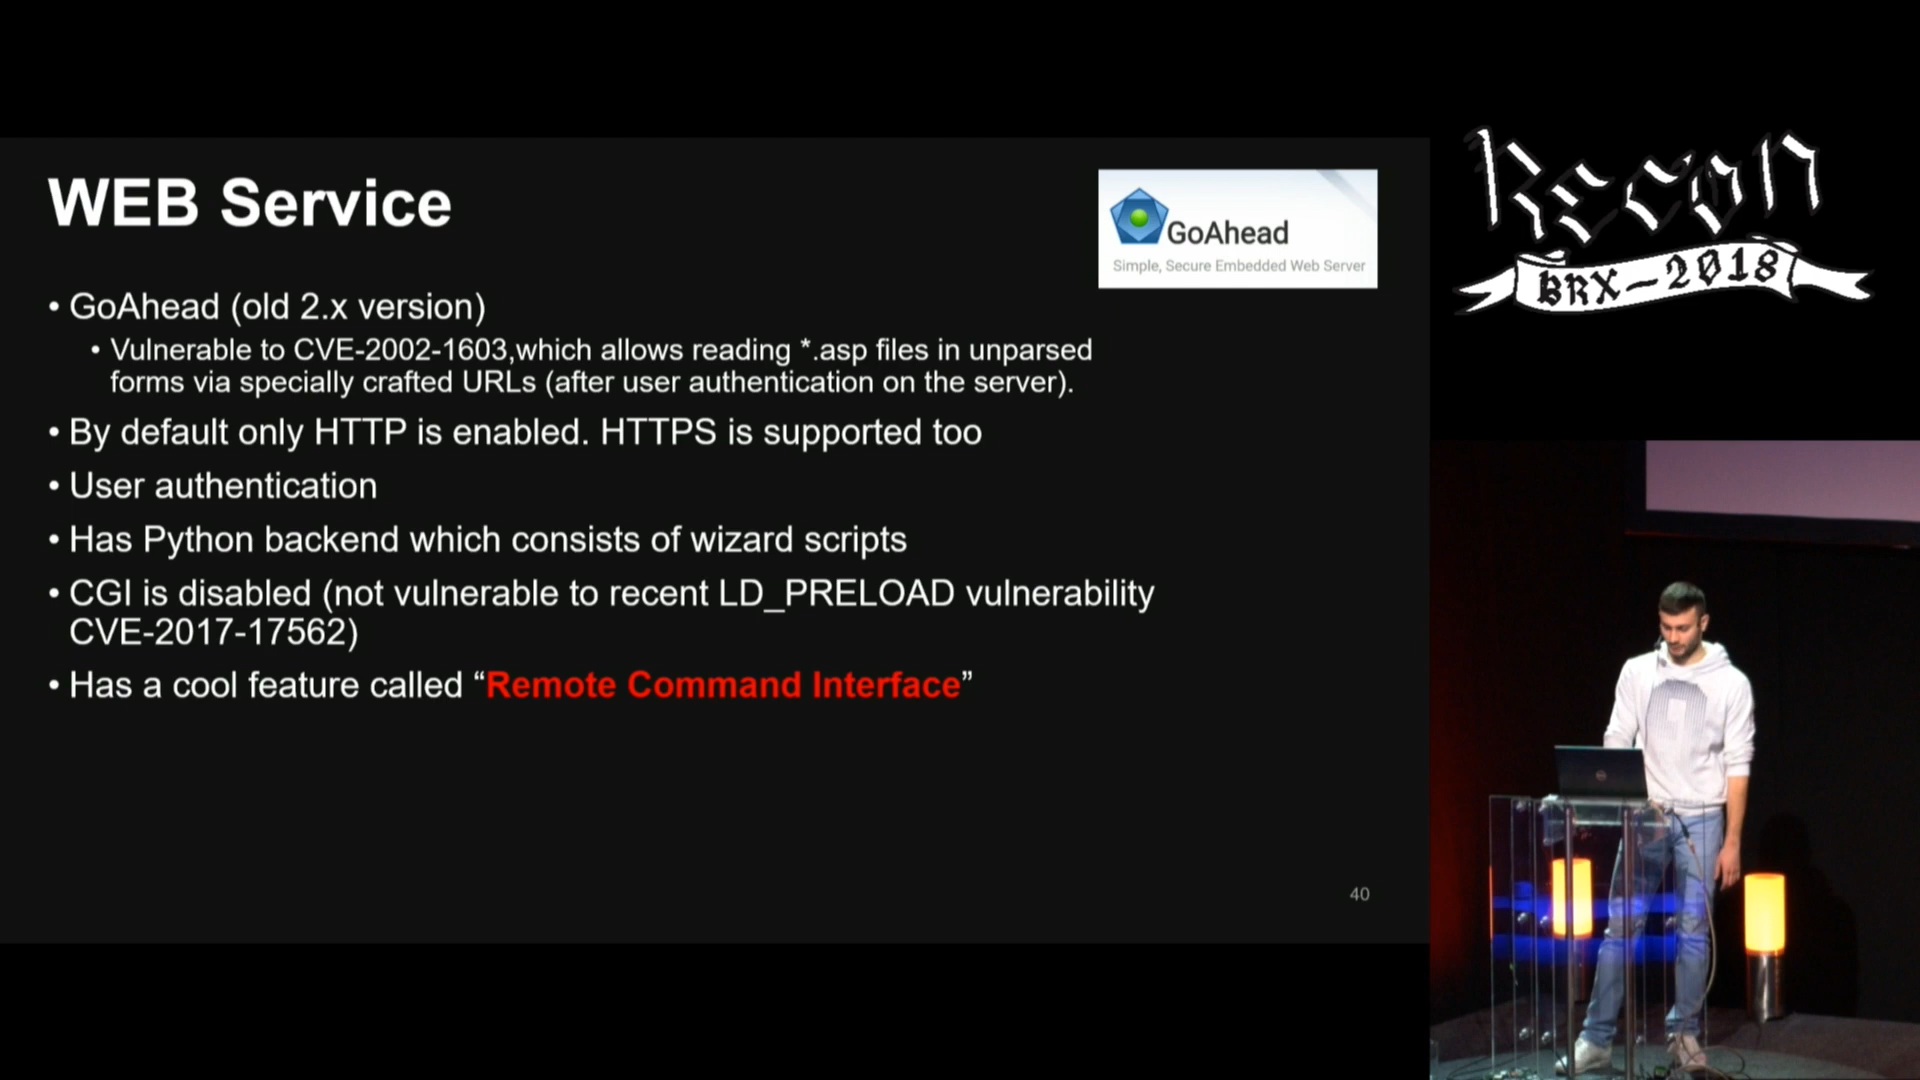 WEB Service
GoAhead
Simple, Secure Embedded Web Server
• GoAhead (old 2.x version)
• Vulnerable to CVE-2002-1603,which allows reading *.asp files in unparsed
forms via specially crafted URLs (after user authentication on the server).
• By default only HTTP is enabled. HTTPS is supported too
• User authentication
• Has Python backend which consists of wizard scripts
• CGI is disabled (not vulnerable to recent LD_PRELOAD vulnerability
CVE-2017-17562)
• Has a cool feature called “Remote Command Interface”
40
Recon
BRX-2018